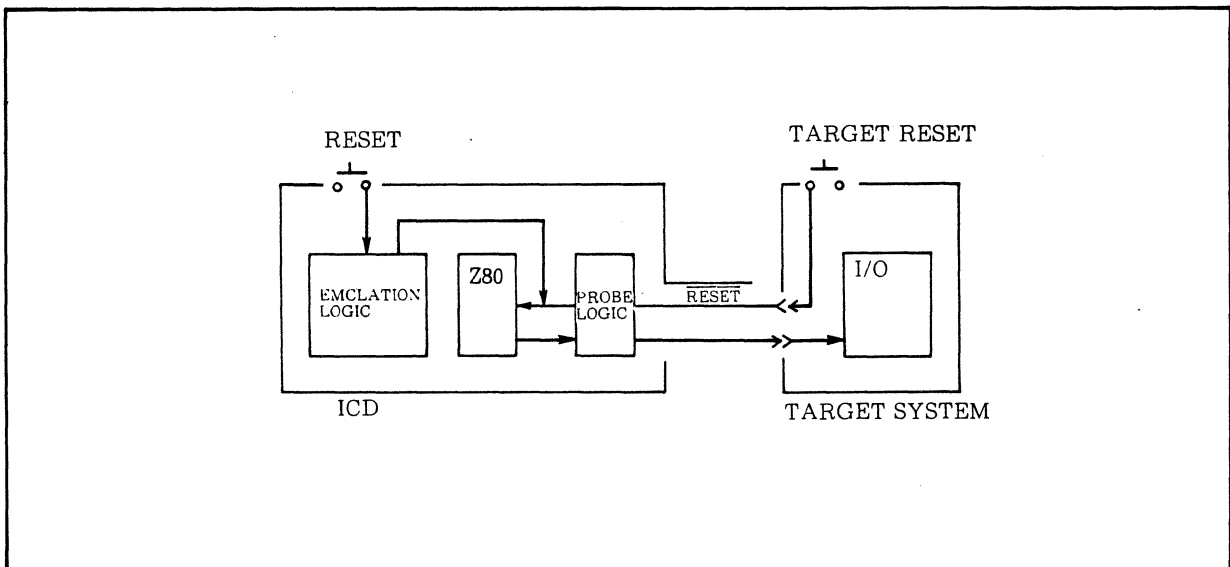 RESET
TARGET RESET
EMCLATION
LOGIC
Z80
PROBE
LOGIC
RESET
I/O
ICD
TARGET SYSTEM